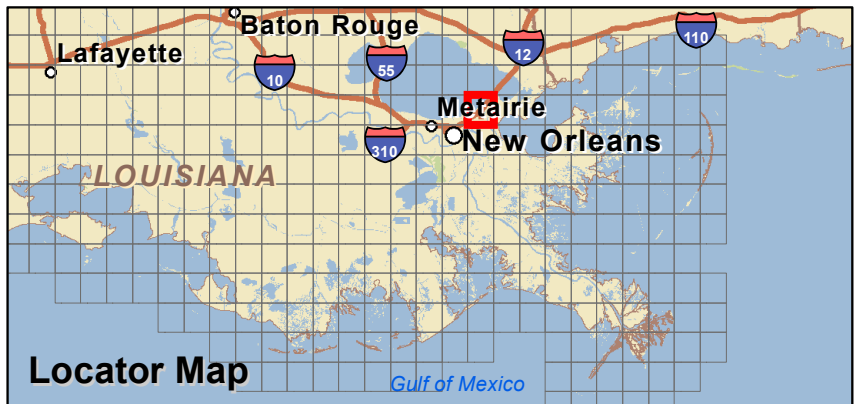 Baton Rouge
110
Lafayette
12
55
10
Metairie
New Orleans
310
LOUISIANA
Locator Map
Gulf of Mexico